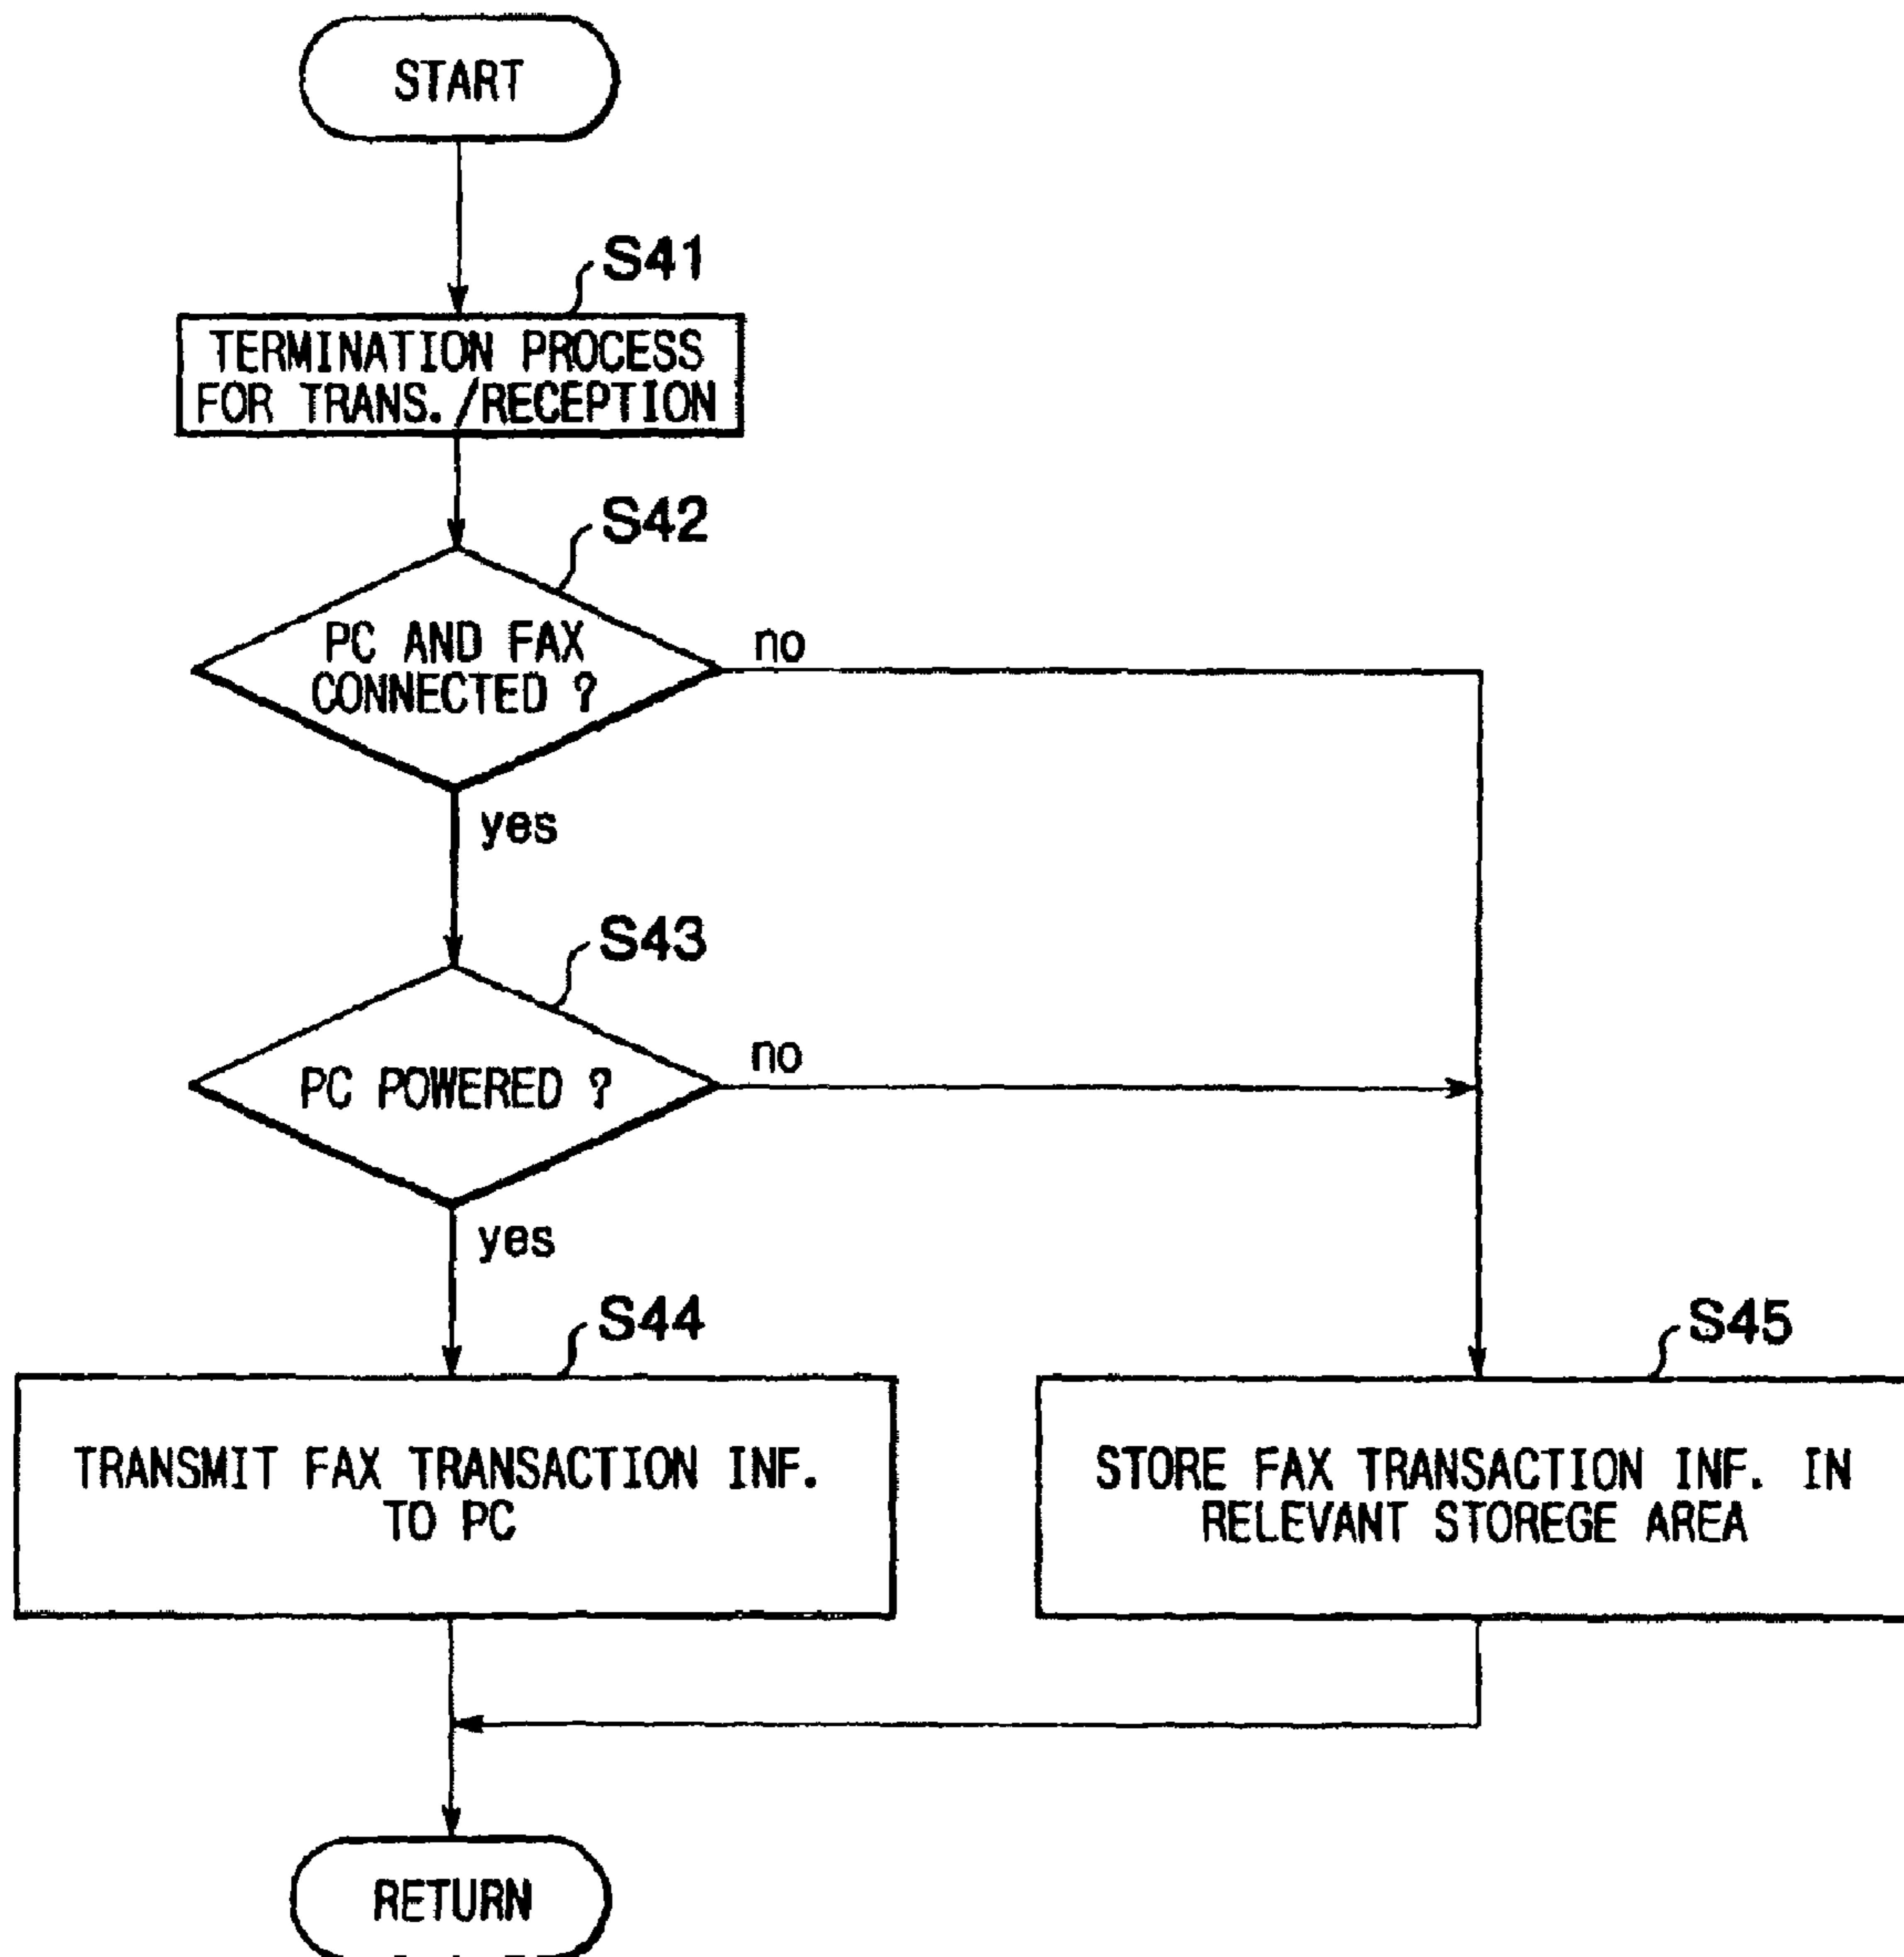 START
S41
TERMINATION PROCESS
FOR TRANS./RECEPTION
S42
PC AND FAX
CONNECTED ?
no
yes
S43
PC POWERED ?
no
yes
S44
TRANSMIT FAX TRANSACTION INF.
TO PC
S45
STORE FAX TRANSACTION INF. IN
RELEVANT STOREGE AREA
RETURN